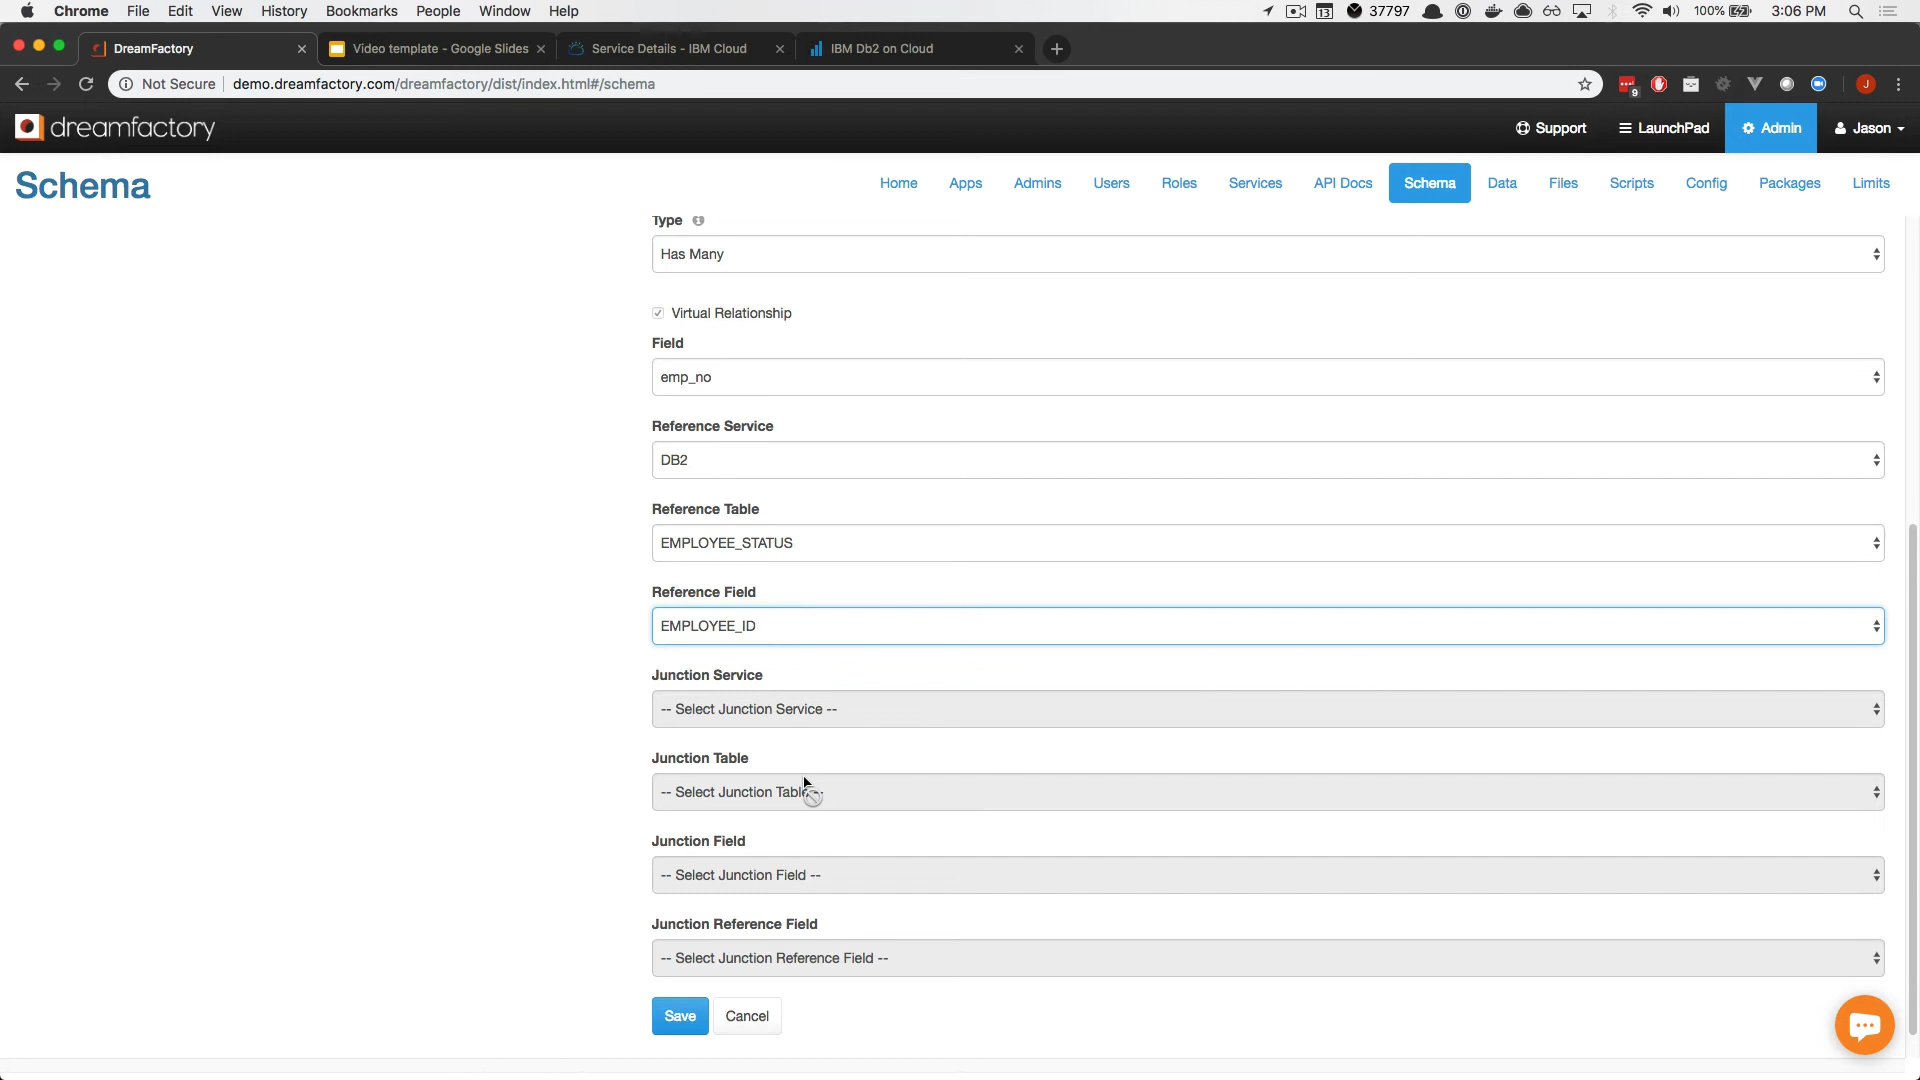 Chrome File Edit View History Bookmarks People Window Help 13 37797 100% 3:06 PM
DreamFactory Video template - Google Slides Service Details - IBM Cloud IBM Db2 on Cloud
Not Secure demo.dreamfactory.com/dreamfactory/dist/index.html#/schema 9 J
dreamfactory Support LaunchPad Admin Jason
Schema Home Apps Admins Users Roles Services API Docs Schema Data Files Scripts Config Packages Limits
Type
Has Many
Virtual Relationship
Field
emp_no
Reference Service
DB2
Reference Table
EMPLOYEE_STATUS
Reference Field
EMPLOYEE_ID
Junction Service
-- Select Junction Service --
Junction Table
-- Select Junction Table --
Junction Field
-- Select Junction Field --
Junction Reference Field
-- Select Junction Reference Field --
Save Cancel